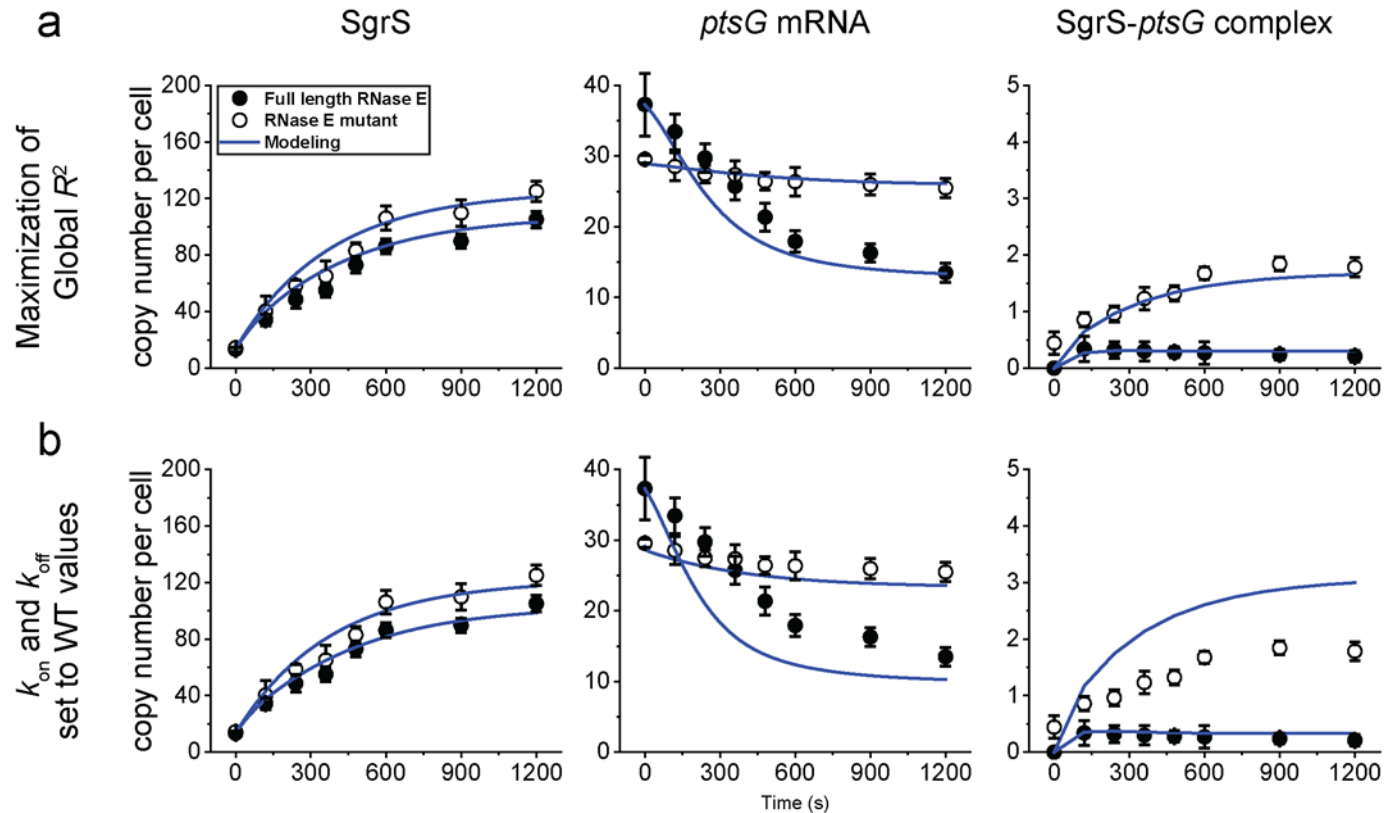 a
SgrS
ptsG mRNA
SgrS-ptsG complex
Maximization of
Global R²
copy number per cell
200
160
120
80
40
0
Full length RNase E
RNase E mutant
Modeling
0 300 600 900 1200
40
30
20
10
0
0 300 600 900 1200
5
4
3
2
1
0
0 300 600 900 1200
b
kon and koff
set to WT values
copy number per cell
200
160
120
80
40
0
0 300 600 900 1200
40
30
20
10
0
0 300 600 900 1200
Time (s)
5
4
3
2
1
0
0 300 600 900 1200